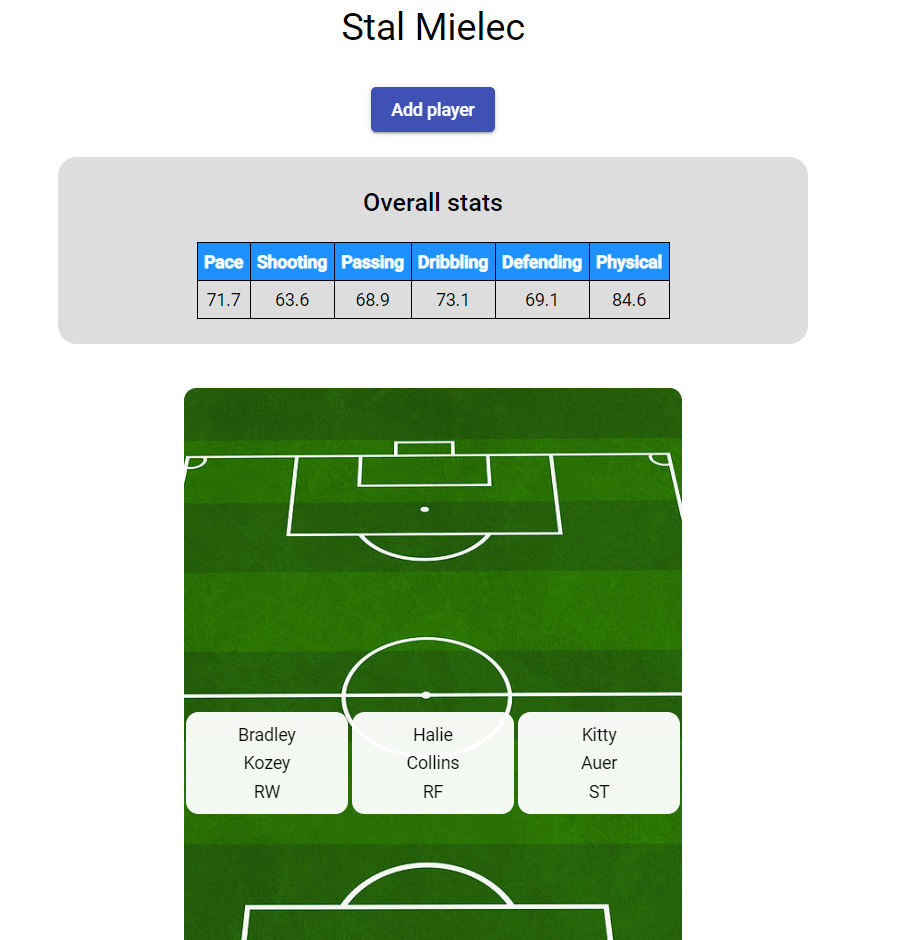 Stal Mielec
Add player
Overall stats
Pace Shooting Passing Dribbling Defending Physical
71.7 63.6 68.9 73.1 69.1 84.6
Bradley Halie Kitty
Kozey Collins Auer
RW RF ST